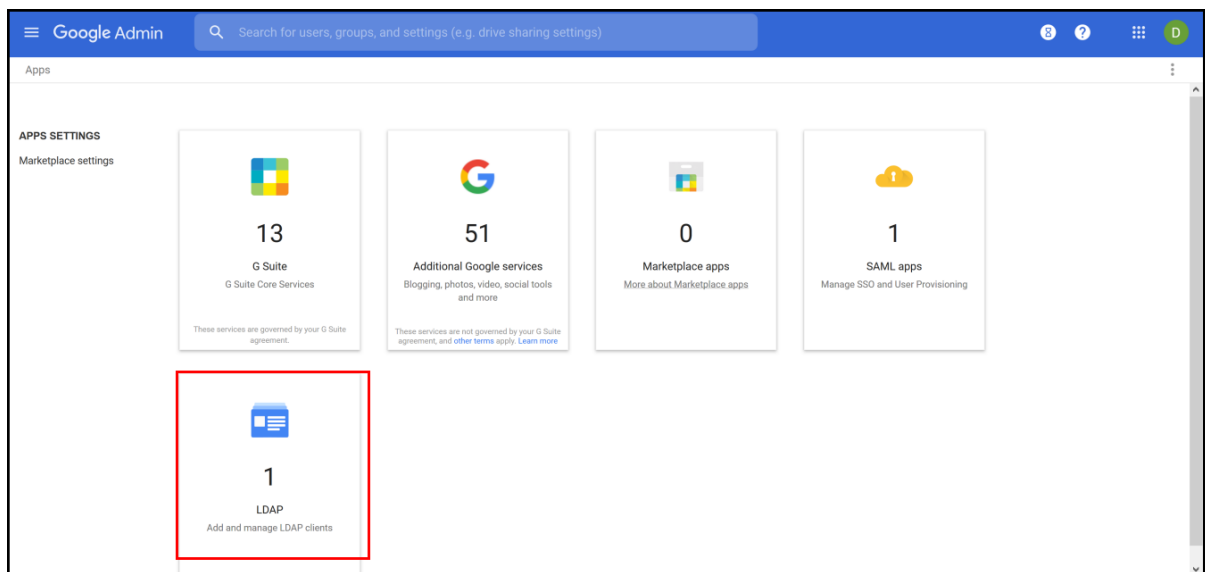 Google Admin
Search for users, groups, and settings (e.g. drive sharing settings)
8
?
D
Apps
APPS SETTINGS
Marketplace settings
13
G Suite
G Suite Core Services
These services are governed by your G Suite
agreement.
51
Additional Google services
Blogging, photos, video, social tools
and more
These services are not governed by your G Suite
agreement, and other terms apply. Learn more
0
Marketplace apps
More about Marketplace apps
1
SAML apps
Manage SSO and User Provisioning
1
LDAP
Add and manage LDAP clients